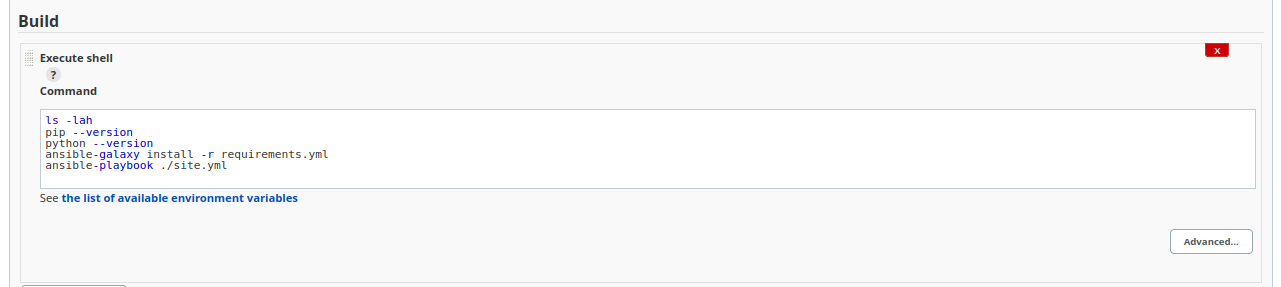 Build
Execute shell
x
?
Command
ls -lah
pip --version
python --version
ansible-galaxy install -r requirements.yml
ansible-playbook ./site.yml
See the list of available environment variables
Advanced...